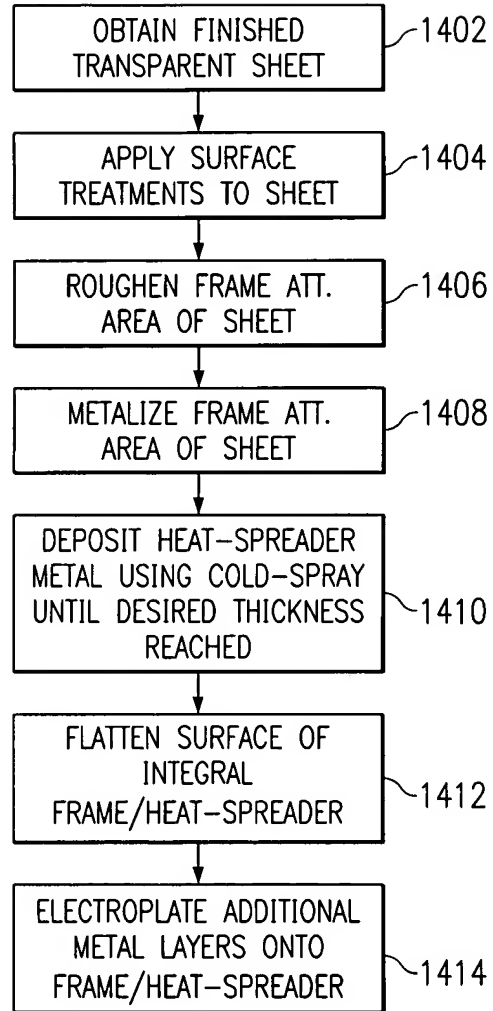 OBTAIN FINISHED
TRANSPARENT SHEET
1402
APPLY SURFACE
TREATMENTS TO SHEET
1404
ROUGHEN FRAME ATT.
AREA OF SHEET
1406
METALIZE FRAME ATT.
AREA OF SHEET
1408
DEPOSIT HEAT-SPREADER
METAL USING COLD-SPRAY
UNTIL DESIRED THICKNESS
REACHED
1410
FLATTEN SURFACE OF
INTEGRAL
FRAME/HEAT-SPREADER
1412
ELECTROPLATE ADDITIONAL
METAL LAYERS ONTO
FRAME/HEAT-SPREADER
1414